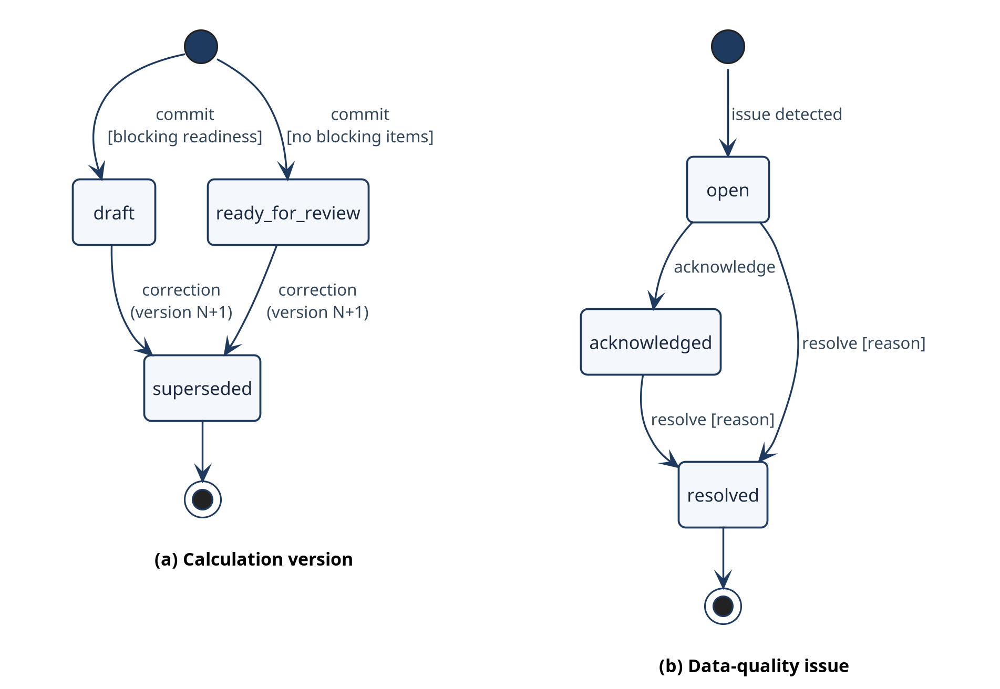 commit
[blocking readiness]
commit
[no blocking items]
draft
ready_for_review
correction
(version N+1)
correction
(version N+1)
superseded
(a) Calculation version
issue detected
open
acknowledge
acknowledged
resolve [reason]
resolve [reason]
resolved
(b) Data-quality issue